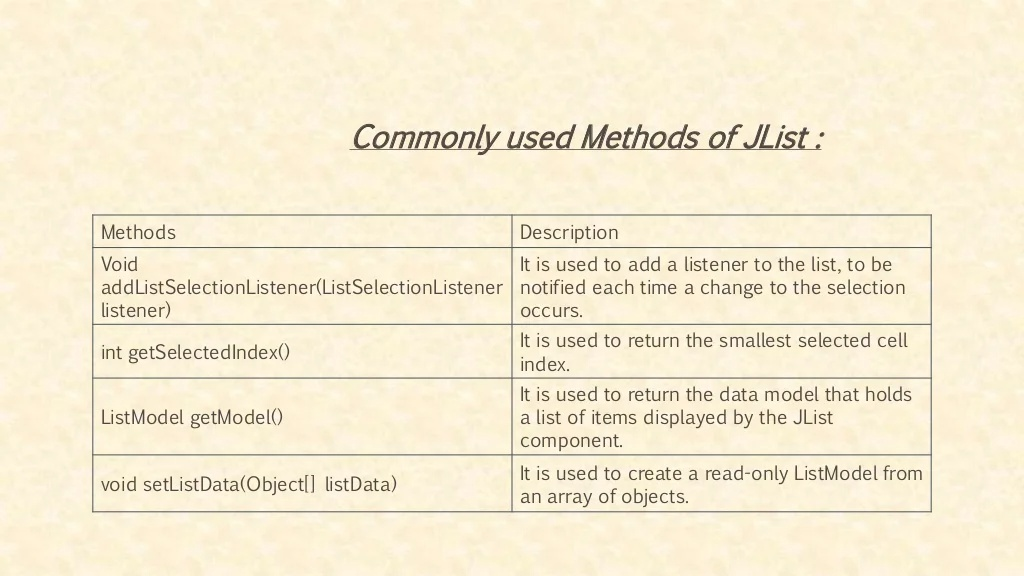 Commonly used Methods of JList :
Methods
Description
Void
addListSelectionListener(ListSelectionListener
listener)
It is used to add a listener to the list, to be
notified each time a change to the selection
occurs.
int getSelectedIndex()
It is used to return the smallest selected cell
index.
ListModel getModel()
It is used to return the data model that holds
a list of items displayed by the JList
component.
void setListData(Object[] listData)
It is used to create a read-only ListModel from
an array of objects.